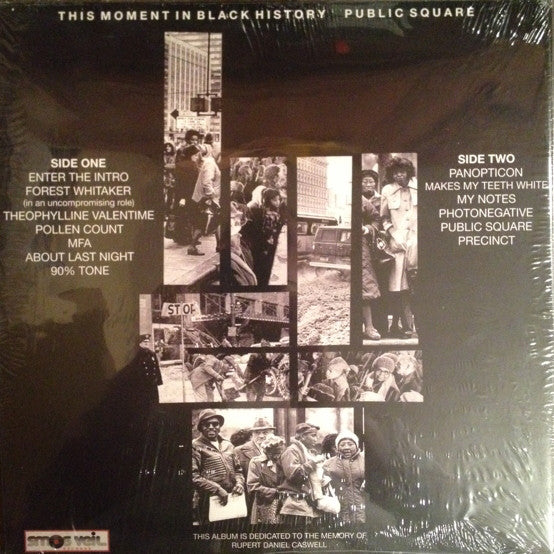 THIS MOMENT IN BLACK HISTORY PUBLIC SQUARE
SIDE ONE
ENTER THE INTRO
FOREST WHITAKER
(in an uncompromising role)
THEOPHYLLINE VALENTIME
POLLEN COUNT
MFA
ABOUT LAST NIGHT
90% TONE
SIDE TWO
PANOPTICON
MAKES MY TEETH WHITE
MY NOTES
PHOTONEGATIVE
PUBLIC SQUARE
PRECINCT
STOP
smog veil
THIS ALBUM IS DEDICATED TO THE MEMORY OF
RUPERT DANIEL CASWELL